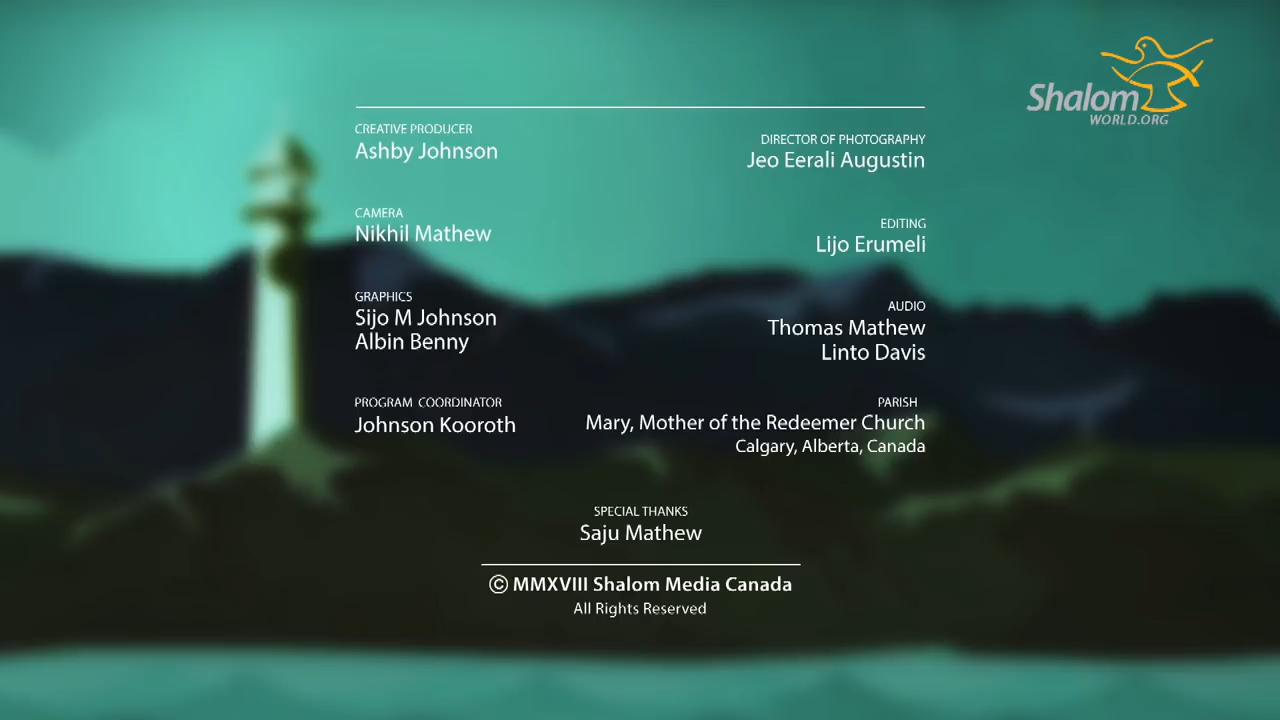 Shalom
WORLD.ORG
CREATIVE PRODUCER
Ashby Johnson
DIRECTOR OF PHOTOGRAPHY
Jeo Eerali Augustin
CAMERA
Nikhil Mathew
EDITING
Lijo Erumeli
GRAPHICS
Sijo M Johnson
Albin Benny
AUDIO
Thomas Mathew
Linto Davis
PROGRAM COORDINATOR
Johnson Kooroth
PARISH
Mary, Mother of the Redeemer Church
Calgary, Alberta, Canada
SPECIAL THANKS
Saju Mathew
© MMXVIII Shalom Media Canada
All Rights Reserved